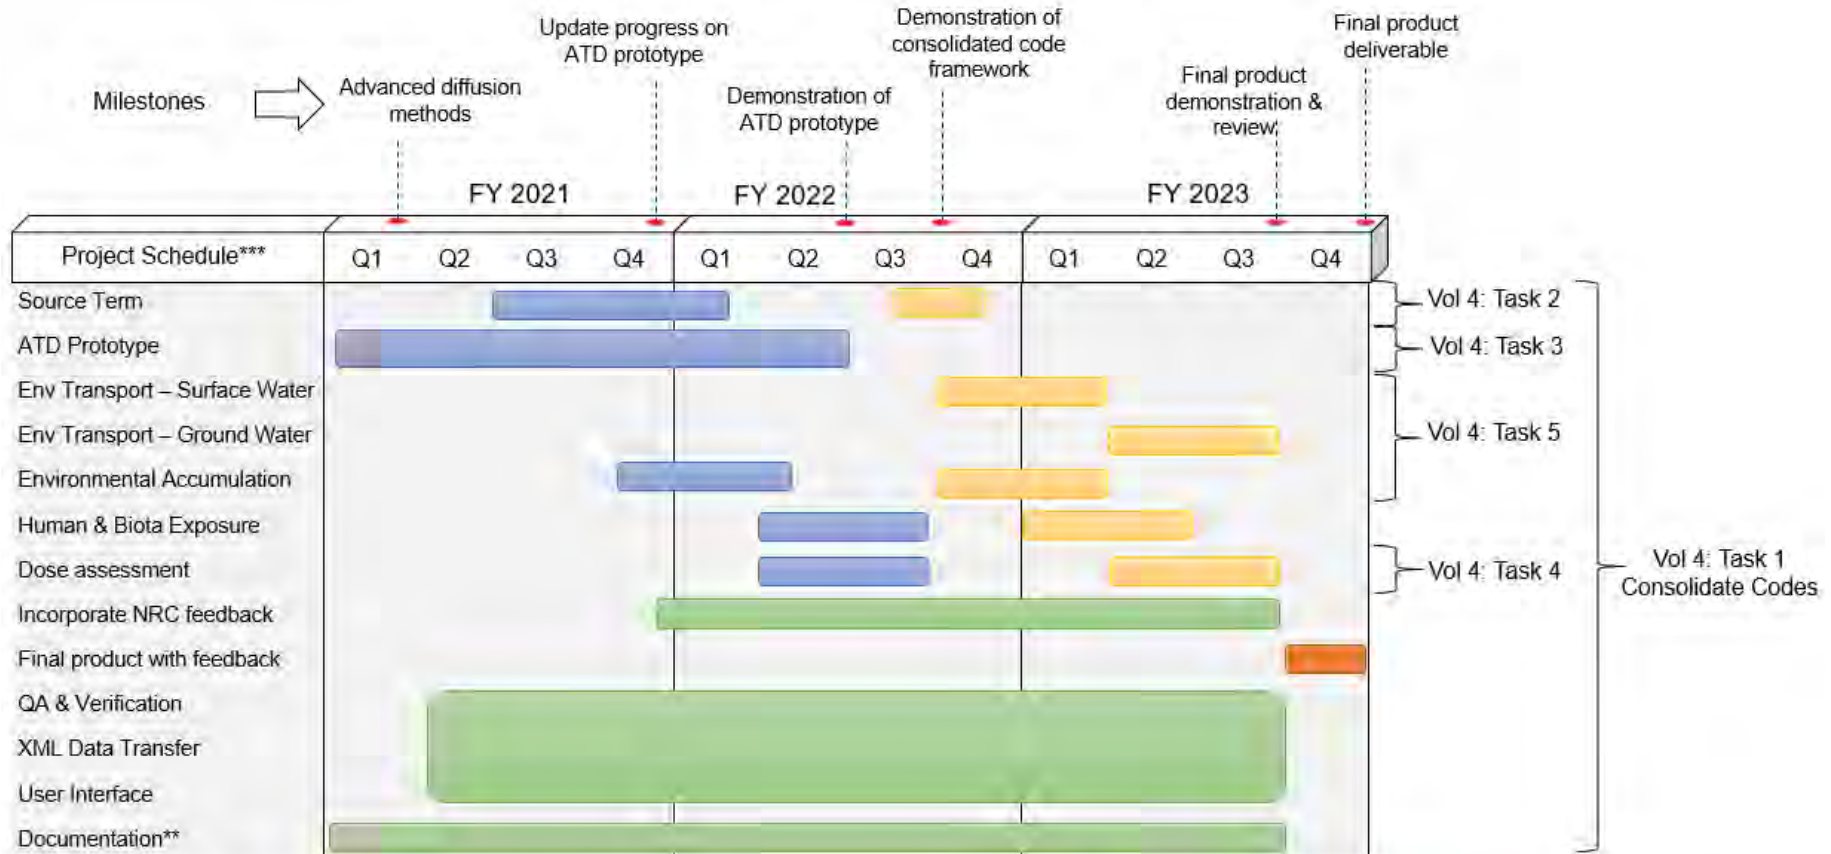 Update progress on
ATD prototype
Demonstration of
consolidated code
framework
Final product
deliverable
Milestones
Advanced diffusion
methods
Demonstration of
ATD prototype
Final product
demonstration &
review
FY 2021
FY 2022
FY 2023
Project Schedule***
Q1 Q2 Q3 Q4 Q1 Q2 Q3 Q4 Q1 Q2 Q3 Q4
Source Term
Vol 4: Task 2
ATD Prototype
Vol 4: Task 3
Env Transport – Surface Water
Env Transport – Ground Water
Vol 4: Task 5
Environmental Accumulation
Human & Biota Exposure
Dose assessment
Vol 4: Task 4
Vol 4: Task 1
Consolidate Codes
Incorporate NRC feedback
Final product with feedback
QA & Verification
XML Data Transfer
User Interface
Documentation**